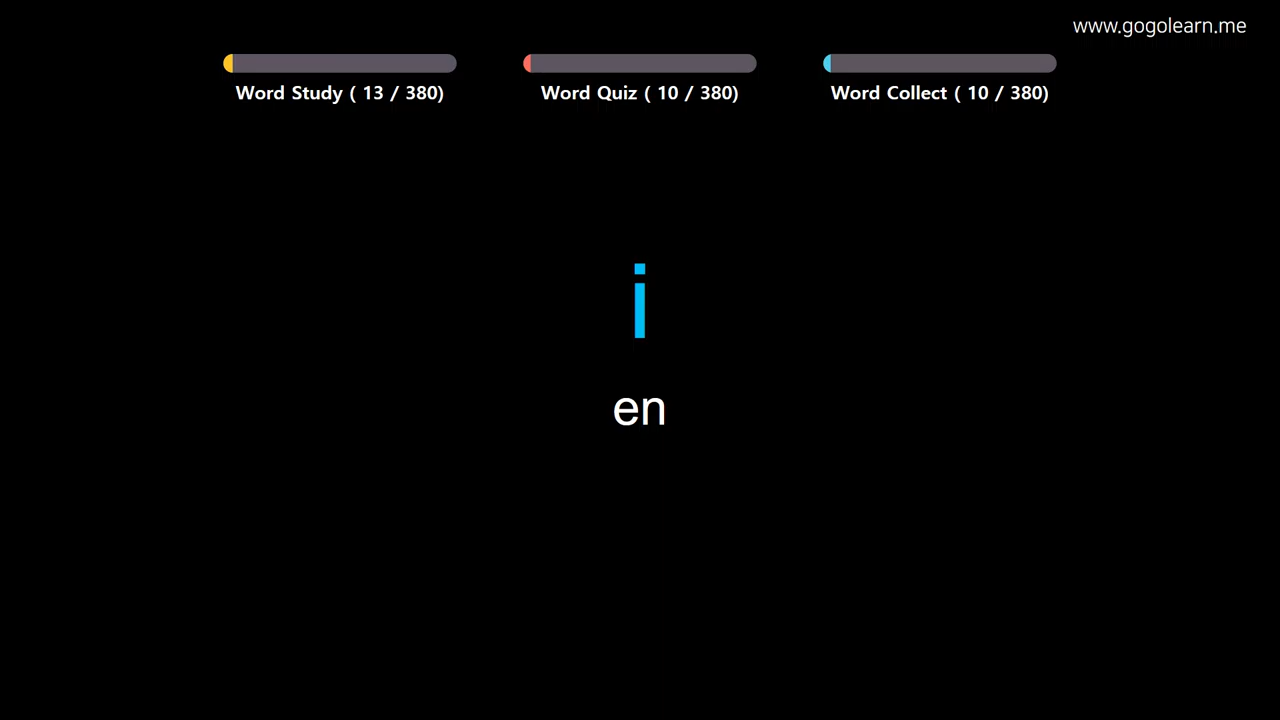 www.gogolearn.me
Word Study ( 13 / 380)
Word Quiz ( 10 / 380)
Word Collect ( 10 / 380)
i
en